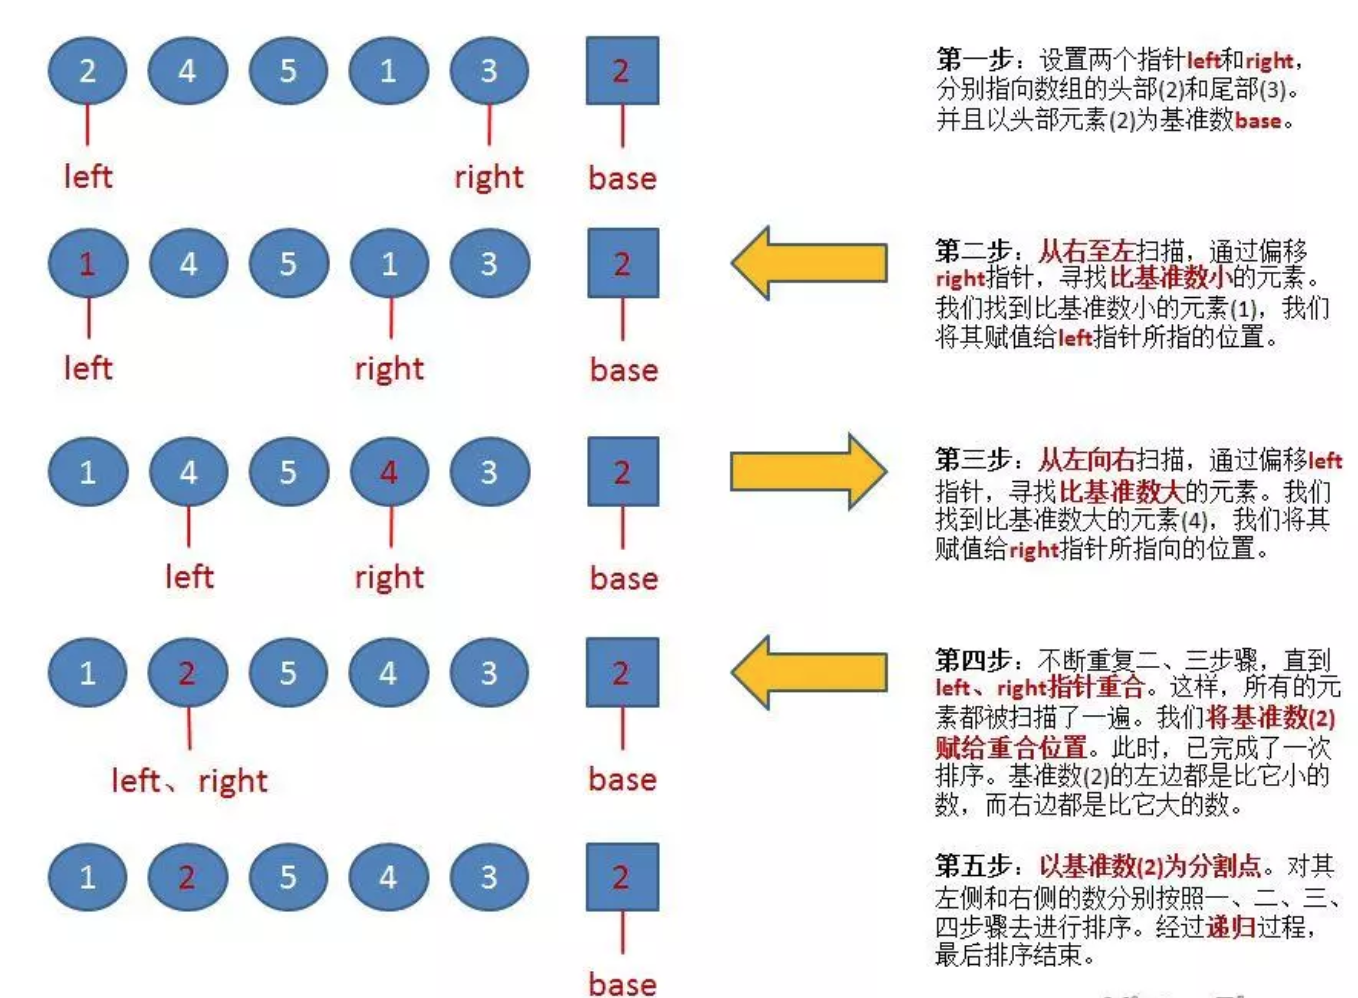 2 4 5 1 3 2
left right base
第一步：设置两个指针left和right，
分别指向数组的头部(2)和尾部(3)。
并且以头部元素(2)为基准数base。
1 4 5 1 3 2
left right base
第二步：从右至左扫描，通过偏移
right指针，寻找比基准数小的元素。
我们找到比基准数小的元素(1)，我们
将其赋值给left指针所指的位置。
1 4 5 4 3 2
left right base
第三步：从左向右扫描，通过偏移left
指针，寻找比基准数大的元素。我们
找到比基准数大的元素(4)，我们将其
赋值给right指针所指向的位置。
1 2 5 4 3 2
left、right base
第四步：不断重复二、三步骤，直到
left、right指针重合。这样，所有的元
素都被扫描了一遍。我们将基准数(2)
赋给重合位置。此时，已完成了一次
排序。基准数(2)的左边都是比它小的
数，而右边都是比它大的数。
1 2 5 4 3 2
base
第五步：以基准数(2)为分割点。对其
左侧和右侧的数分别按照一、二、三、
四步骤去进行排序。经过递归过程，
最后排序结束。